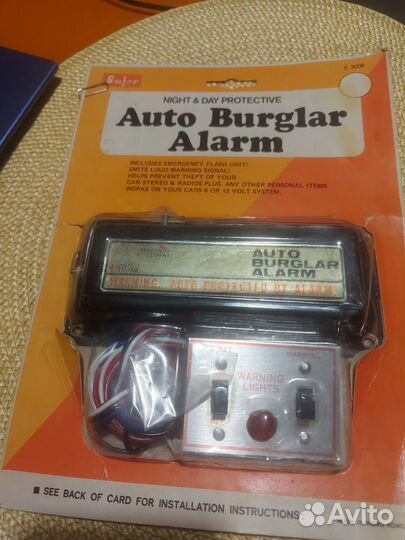 Safer
NIGHT & DAY PROTECTIVE
Auto Burglar
Alarm
INCLUDES EMERGENCY FLASH UNIT!
EMITS LOUD WARNING SIGNAL!
HELPS PREVENT THEFT OF YOUR
CAR STEREO & RADIOS PLUS, ANY OTHER PERSONAL ITEMS
WORKS ON YOUR CARS 6 OR 12 VOLT SYSTEM.
AUTO
BURGLAR
ALARM
WARNING: AUTO PROTECTED BY ALARM
WARNING
LIGHTS
OFF
■ SEE BACK OF CARD FOR INSTALLATION INSTRUCTIONS.
Avito